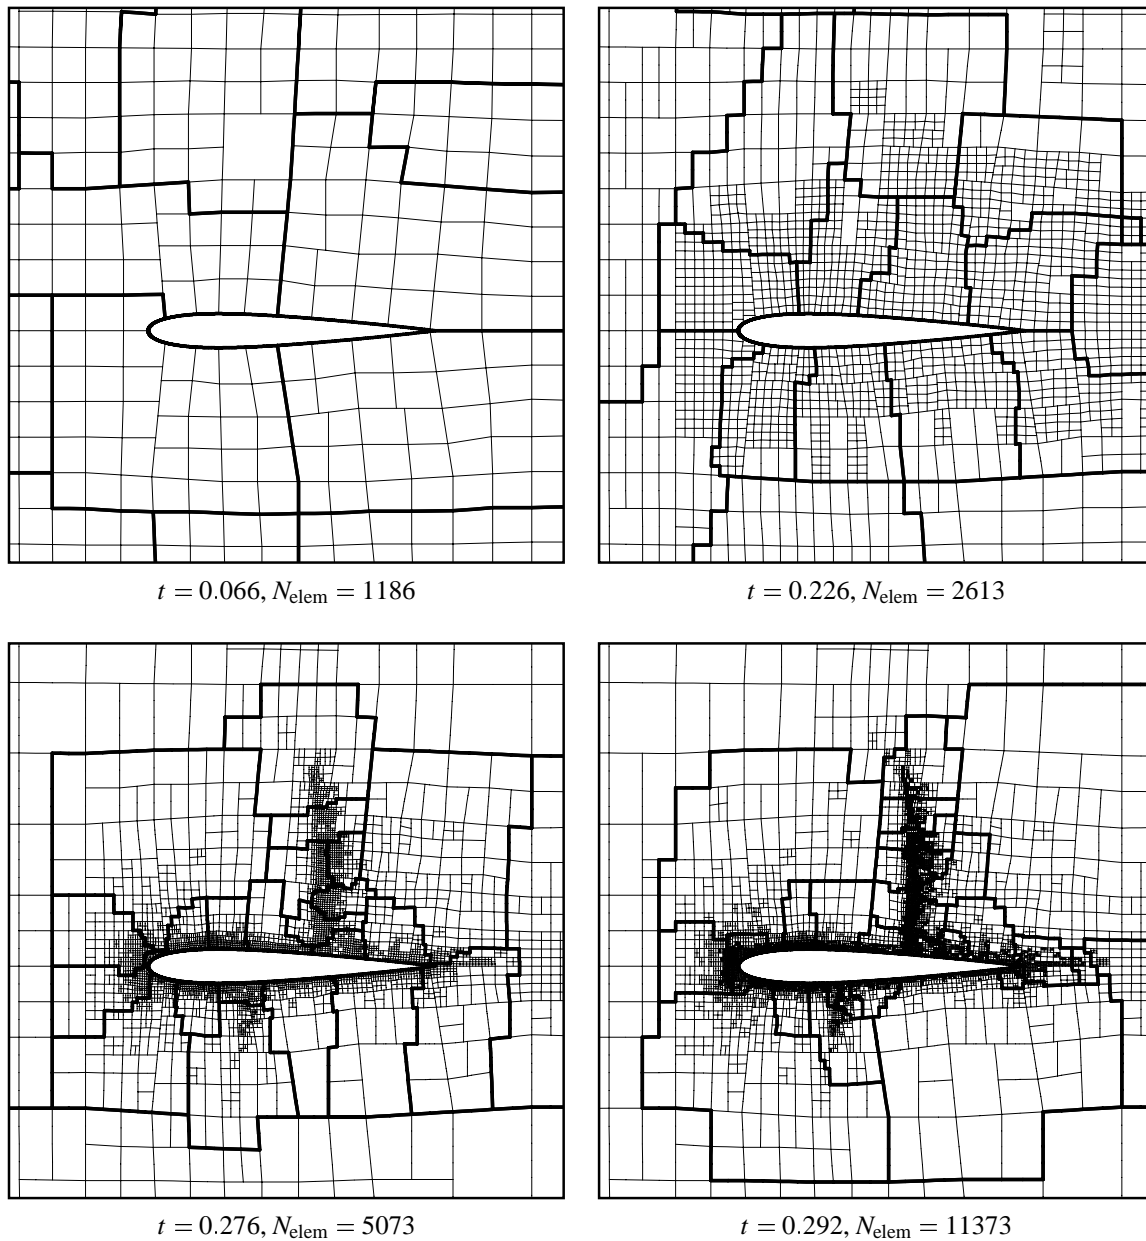 t = 0.066, N_elem = 1186
t = 0.226, N_elem = 2613
t = 0.276, N_elem = 5073
t = 0.292, N_elem = 11373